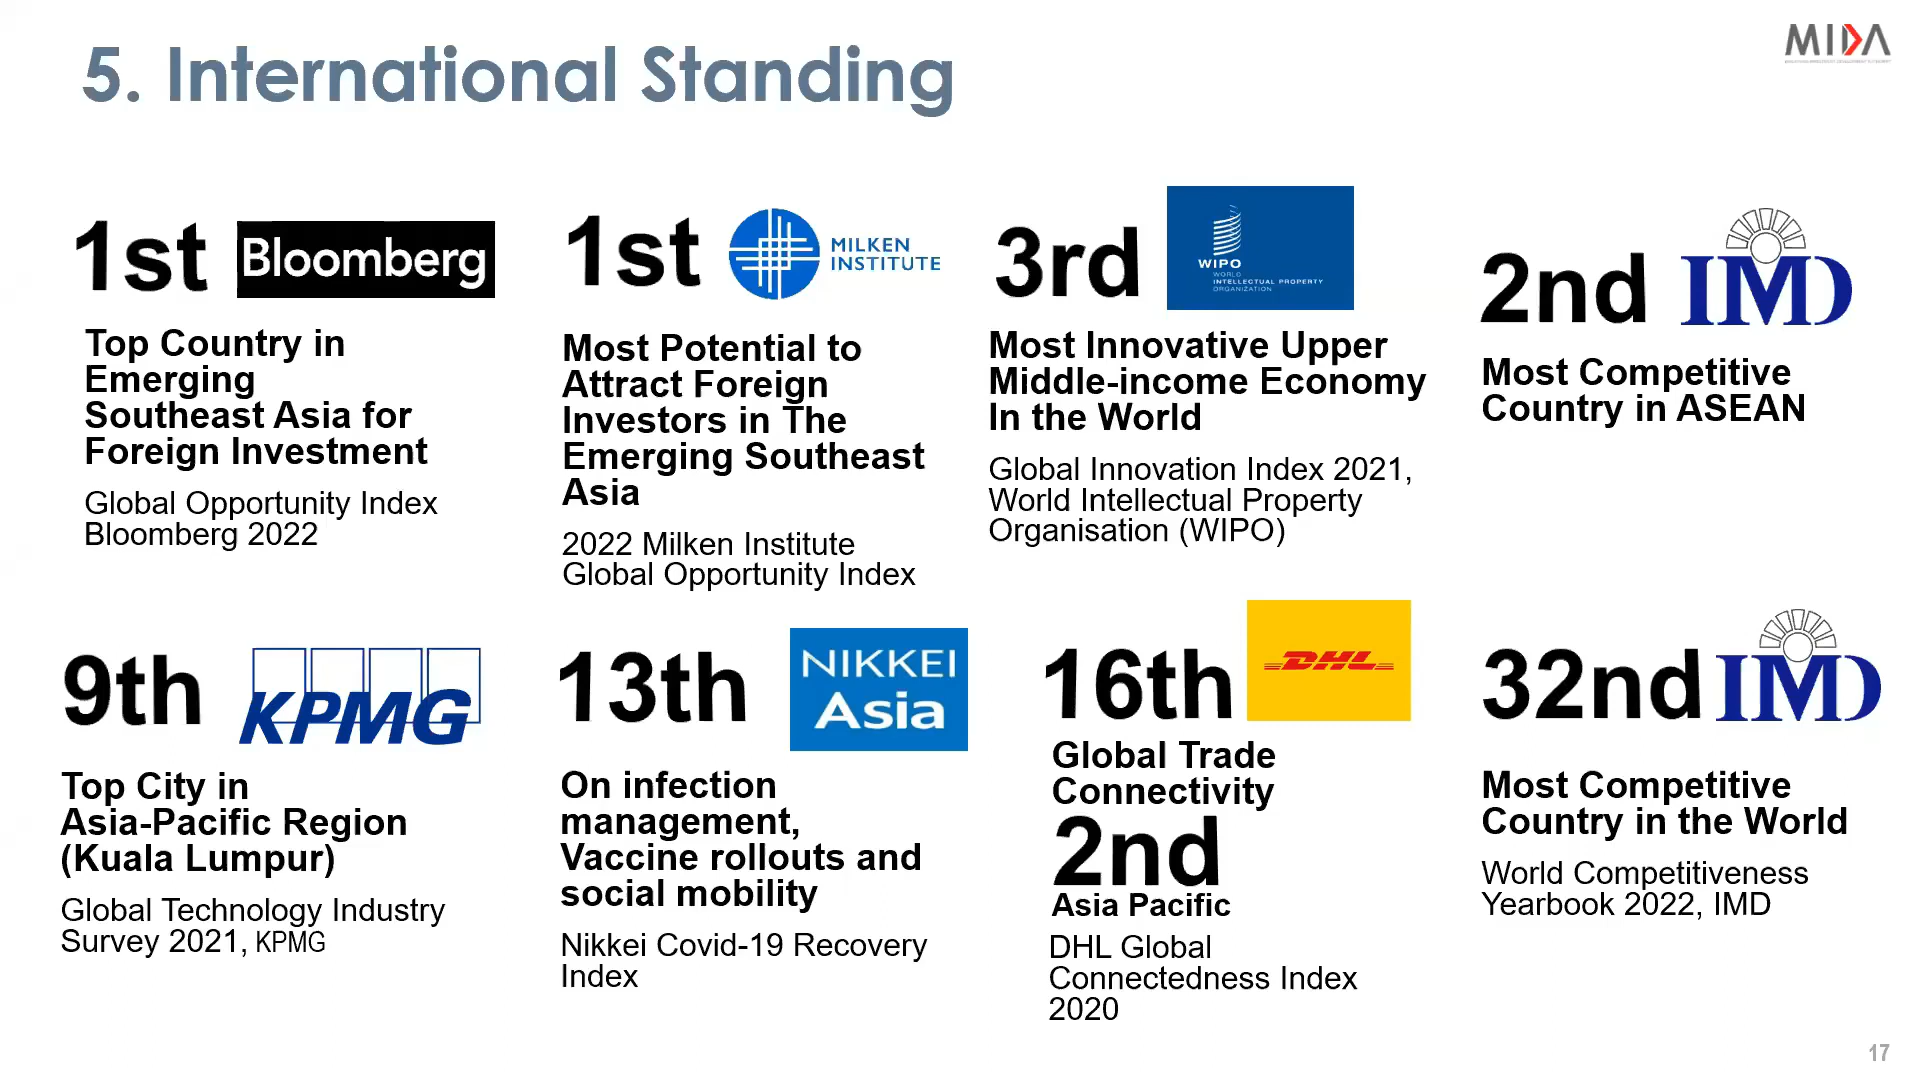 5. International Standing
MIDA
1st
Bloomberg
Top Country in
Emerging
Southeast Asia for
Foreign Investment
Global Opportunity Index
Bloomberg 2022
1st
MILKEN
INSTITUTE
Most Potential to
Attract Foreign
Investors in The
Emerging Southeast
Asia
2022 Milken Institute
Global Opportunity Index
3rd
WIPO
WORLD
INTELLECTUAL PROPERTY
ORGANIZATION
Most Innovative Upper
Middle-income Economy
In the World
Global Innovation Index 2021,
World Intellectual Property
Organisation (WIPO)
2nd
IMD
Most Competitive
Country in ASEAN
9th
KPMG
Top City in
Asia-Pacific Region
(Kuala Lumpur)
Global Technology Industry
Survey 2021, KPMG
13th
NIKKEI
Asia
On infection
management,
Vaccine rollouts and
social mobility
Nikkei Covid-19 Recovery
Index
16th
DHL
Global Trade
Connectivity
2nd
Asia Pacific
DHL Global
Connectedness Index
2020
32nd
IMD
Most Competitive
Country in the World
World Competitiveness
Yearbook 2022, IMD
17